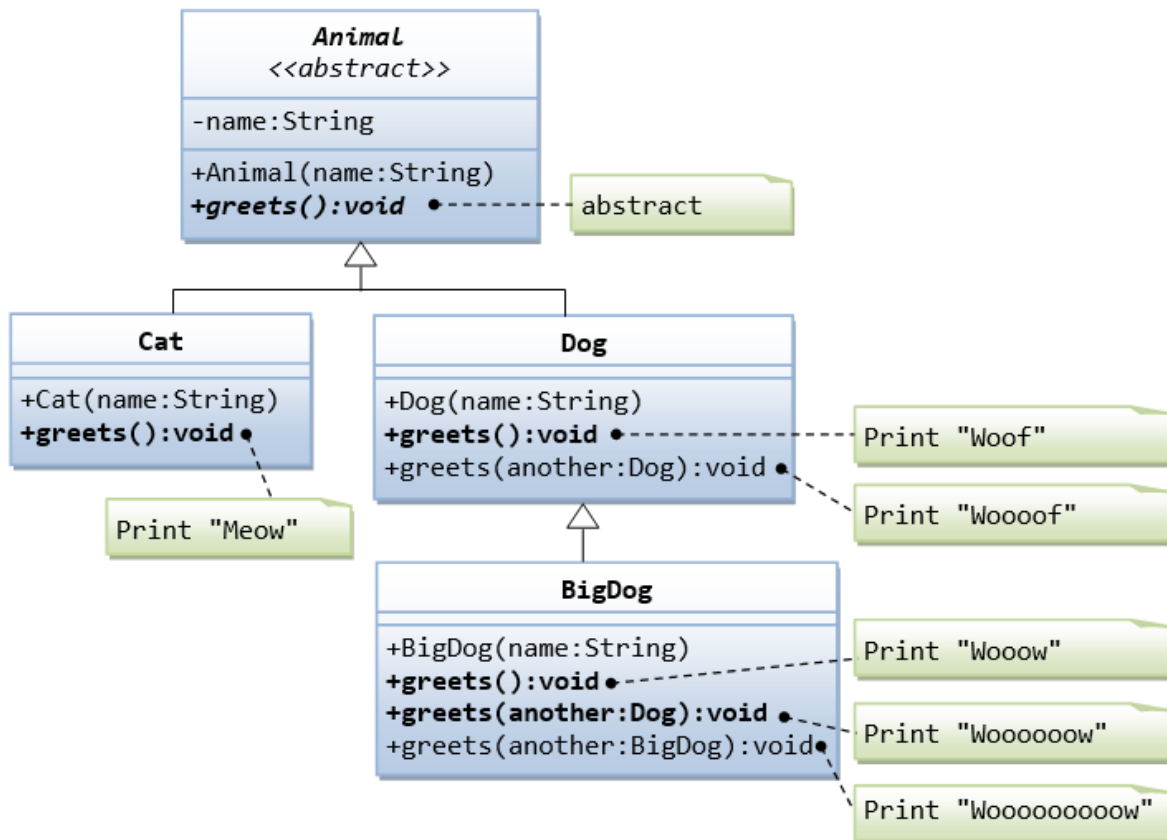 Animal
<<abstract>>
-name:String
+Animal(name:String)
+greets():void
abstract
Cat
+Cat(name:String)
+greets():void
Print "Meow"
Dog
+Dog(name:String)
+greets():void
+greets(another:Dog):void
Print "Woof"
Print "Woooof"
BigDog
+BigDog(name:String)
+greets():void
+greets(another:Dog):void
+greets(another:BigDog):void
Print "Wooow"
Print "Woooooow"
Print "Wooooooooow"